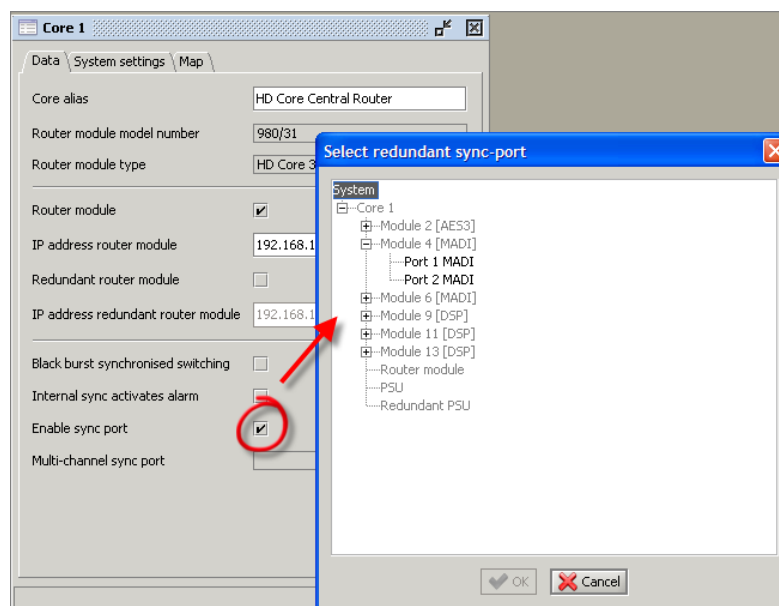 Core 1
Data System settings Map
Core alias HD Core Central Router
Router module model number 980/31
Router module type HD Core 3
Router module
IP address router module 192.168.1
Redundant router module
IP address redundant router module 192.168.1
Black burst synchronised switching
Internal sync activates alarm
Enable sync port
Multi-channel sync port
Select redundant sync-port
System
Core 1
Module 2 [AES3]
Module 4 [MADI]
Port 1 MADI
Port 2 MADI
Module 6 [MADI]
Module 9 [DSP]
Module 11 [DSP]
Module 13 [DSP]
Router module
PSU
Redundant PSU
OK Cancel